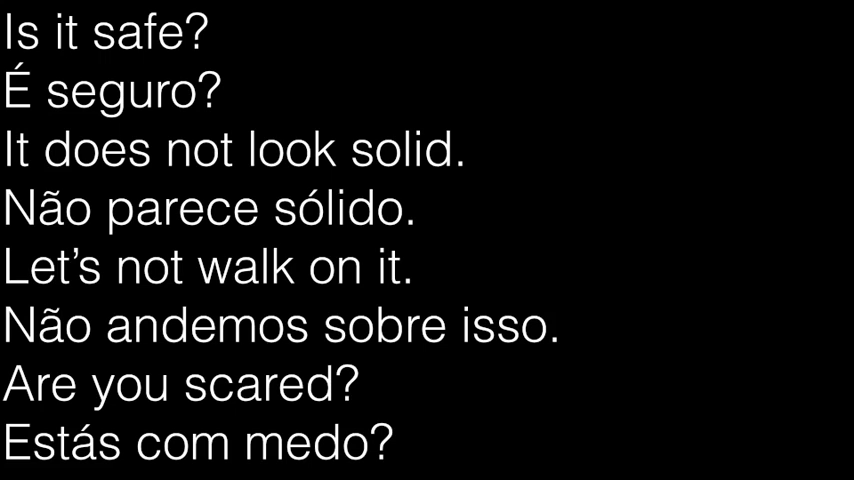 Is it safe?
É seguro?
It does not look solid.
Não parece sólido.
Let’s not walk on it.
Não andemos sobre isso.
Are you scared?
Estás com medo?